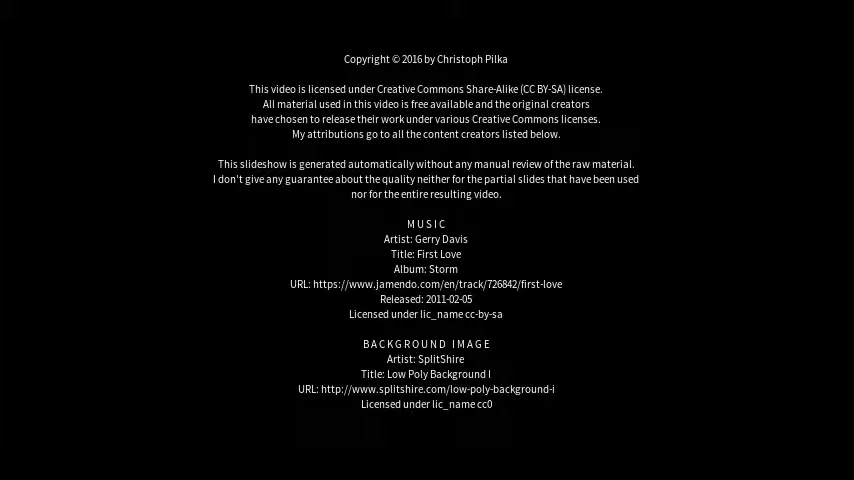 Copyright © 2016 by Christoph Pilka
This video is licensed under Creative Commons Share-Alike (CC BY-SA) license.
All material used in this video is free available and the original creators
have chosen to release their work under various Creative Commons licenses.
My attributions go to all the content creators listed below.
This slideshow is generated automatically without any manual review of the raw material.
I don't give any guarantee about the quality neither for the partial slides that have been used
nor for the entire resulting video.
MUSIC
Artist: Gerry Davis
Title: First Love
Album: Storm
URL: https://www.jamendo.com/en/track/726842/first-love
Released: 2011-02-05
Licensed under lic_name cc-by-sa
BACKGROUND IMAGE
Artist: SplitShire
Title: Low Poly Background I
URL: http://www.splitshire.com/low-poly-background-i
Licensed under lic_name cc0